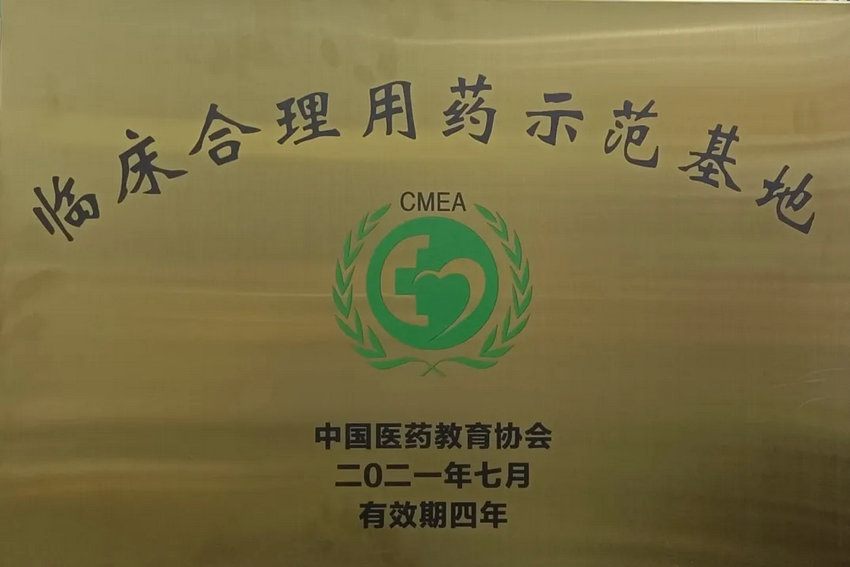 临床合理用药示范基地
CMEA
中国医药教育协会
二0二一年七月
有效期四年